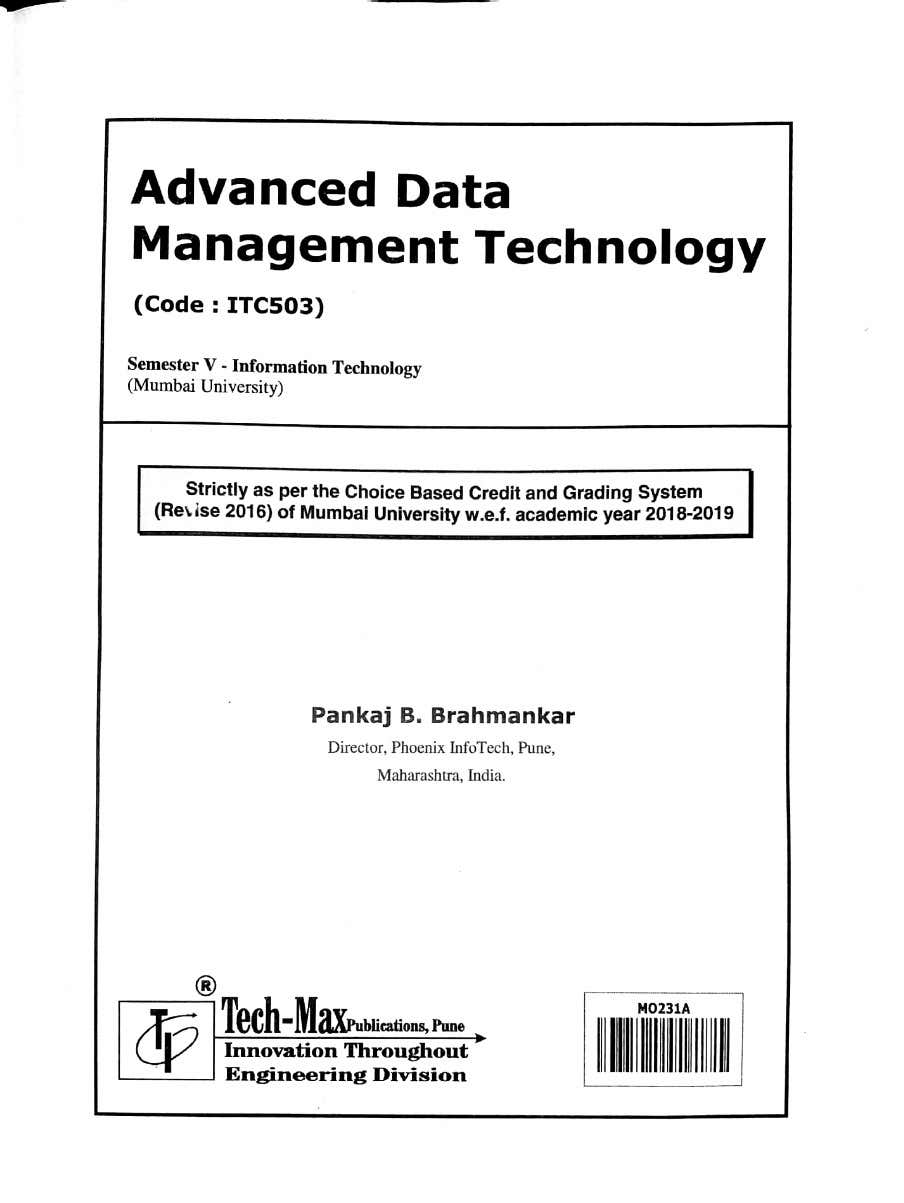 Advanced Data
Management Technology
(Code : ITC503)
Semester V - Information Technology
(Mumbai University)
Strictly as per the Choice Based Credit and Grading System
(Revise 2016) of Mumbai University w.e.f. academic year 2018-2019
Pankaj B. Brahmankar
Director, Phoenix InfoTech, Pune,
Maharashtra, India.
®
Tech-Max Publications, Pune
Innovation Throughout
Engineering Division
MO231A